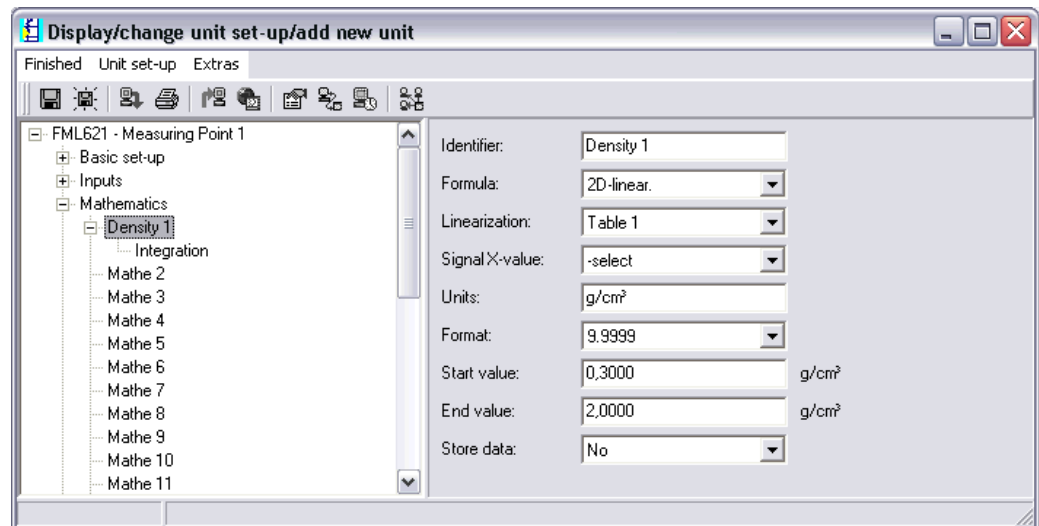 Display/change unit set-up/add new unit
Finished Unit set-up Extras
FML621 - Measuring Point 1
Basic set-up
Inputs
Mathematics
Density 1
Integration
Mathe 2
Mathe 3
Mathe 4
Mathe 5
Mathe 6
Mathe 7
Mathe 8
Mathe 9
Mathe 10
Mathe 11
Identifier: Density 1
Formula: 2D-linear.
Linearization: Table 1
Signal X-value: -select
Units: g/cm³
Format: 9.9999
Start value: 0,3000 g/cm³
End value: 2,0000 g/cm³
Store data: No